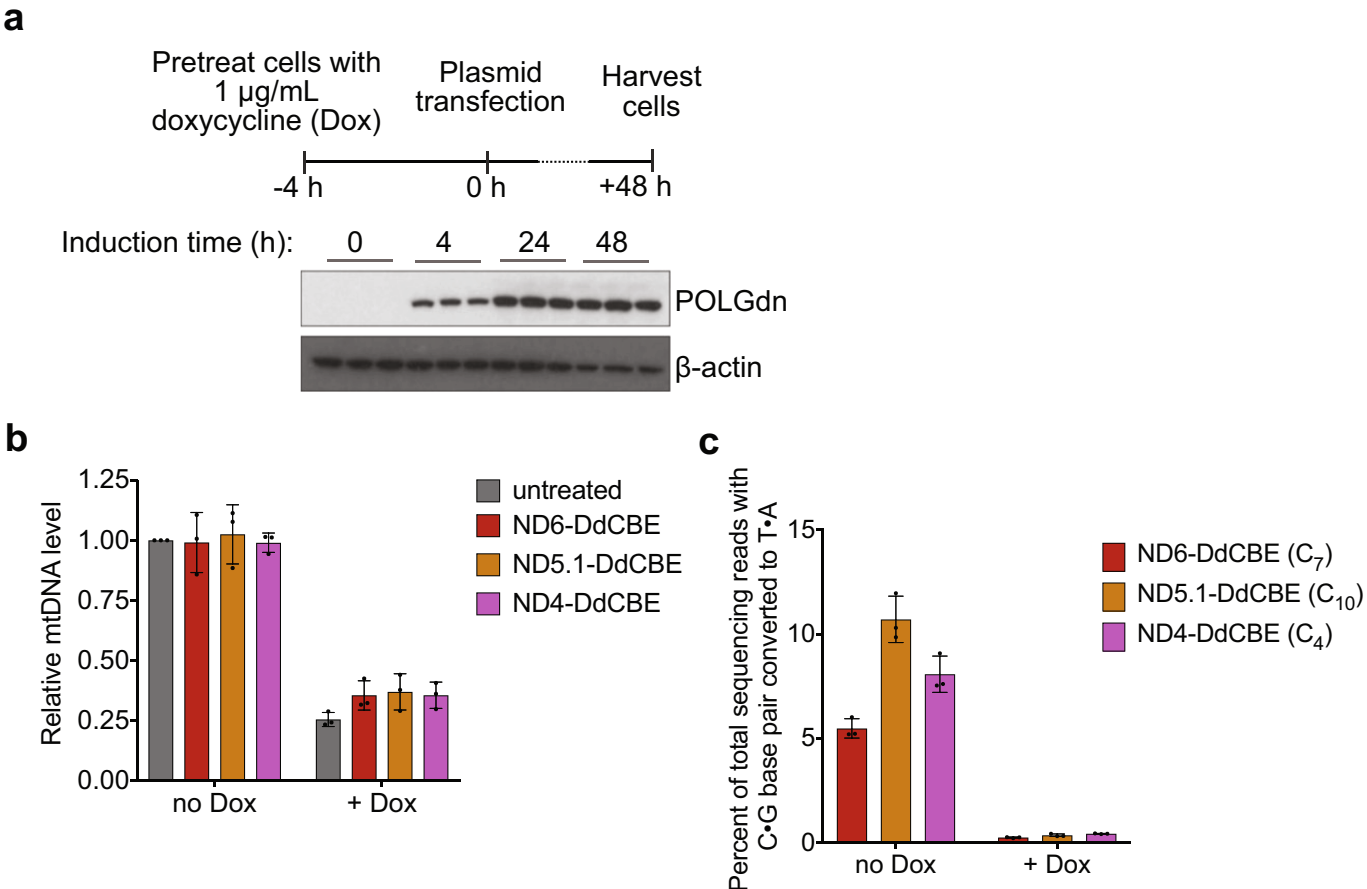 a
Pretreat cells with
1 µg/mL
doxycycline (Dox)
Plasmid
transfection
Harvest
cells
-4 h
0 h
+48 h
Induction time (h):
0
4
24
48
POLGdn
β-actin
b
Relative mtDNA level
1.25
1.00
0.75
0.50
0.25
0.00
no Dox
+ Dox
untreated
ND6-DdCBE
ND5.1-DdCBE
ND4-DdCBE
c
Percent of total sequencing reads with
C•G base pair converted to T•A
15
10
5
0
no Dox
+ Dox
ND6-DdCBE (C7)
ND5.1-DdCBE (C10)
ND4-DdCBE (C4)